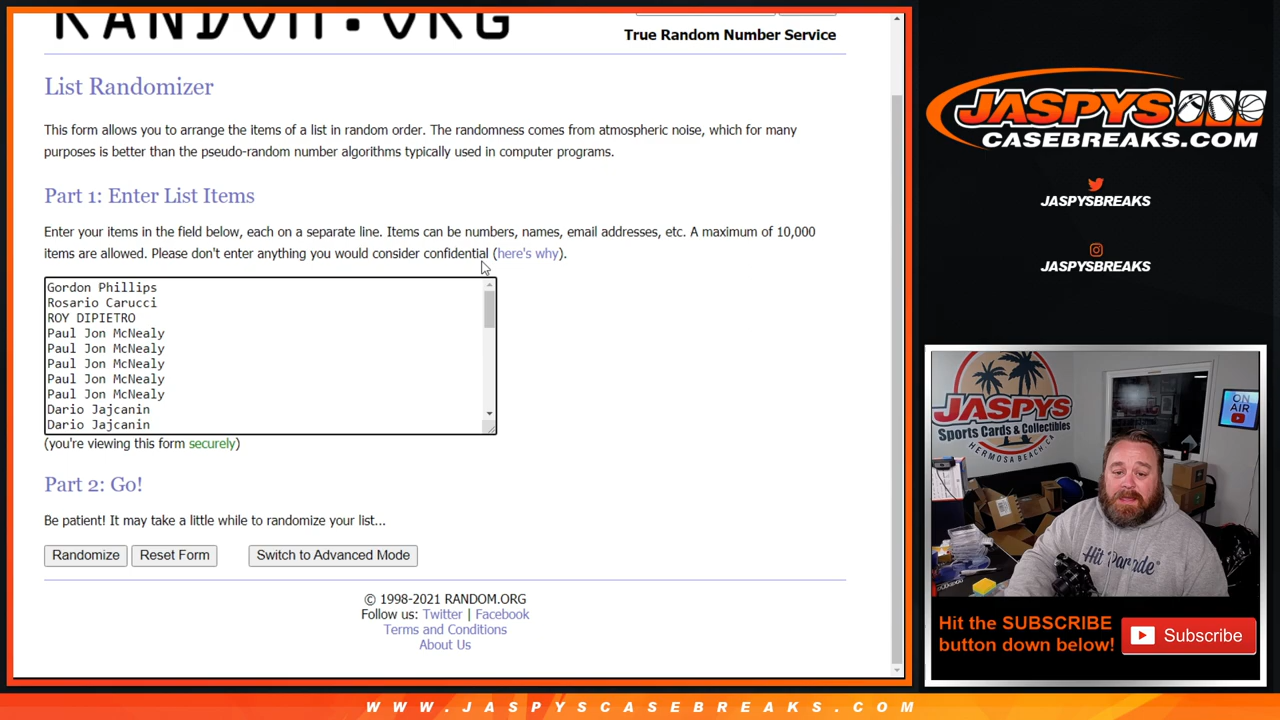 RANDOM.ORG
True Random Number Service
List Randomizer
This form allows you to arrange the items of a list in random order. The randomness comes from atmospheric noise, which for many
purposes is better than the pseudo-random number algorithms typically used in computer programs.
Part 1: Enter List Items
Enter your items in the field below, each on a separate line. Items can be numbers, names, email addresses, etc. A maximum of 10,000
items are allowed. Please don't enter anything you would consider confidential (here's why).
Gordon Phillips
Rosario Carucci
ROY DIPIETRO
Paul Jon McNealy
Paul Jon McNealy
Paul Jon McNealy
Paul Jon McNealy
Paul Jon McNealy
Dario Jajcanin
Dario Jajcanin
(you're viewing this form securely)
Part 2: Go!
Be patient! It may take a little while to randomize your list...
Randomize Reset Form Switch to Advanced Mode
© 1998-2021 RANDOM.ORG
Follow us: Twitter | Facebook
Terms and Conditions
About Us
JASPYS
CASEBREAKS.COM
JASPYSBREAKS
JASPYSBREAKS
JASPYS
Sports Cards & Collectibles
HERMOSA BEACH, CA
ON
AIR
Hit Parade
Hit the SUBSCRIBE
button down below!
Subscribe
WWW.JASPYSCASEBREAKS.COM